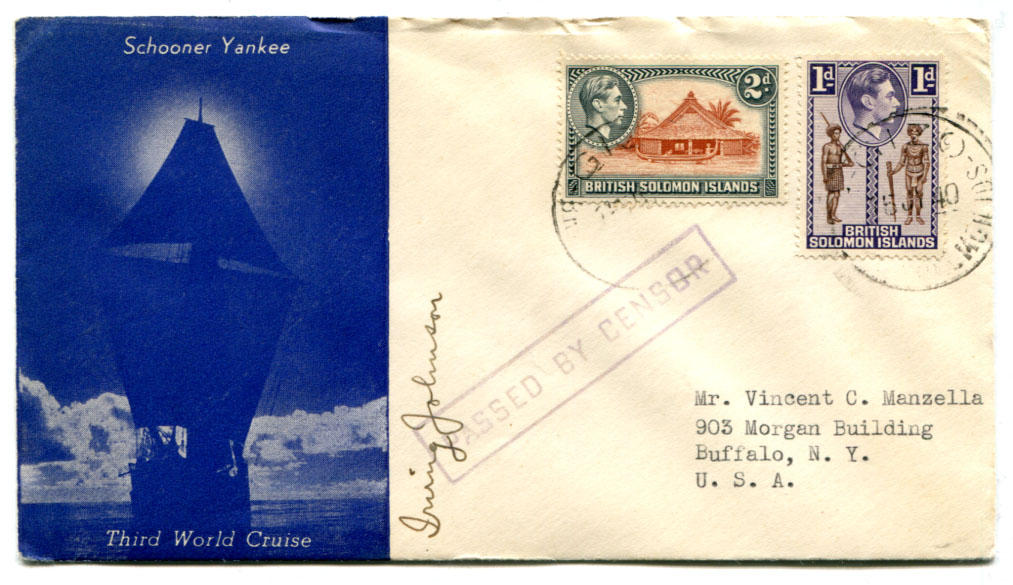 Schooner Yankee
Third World Cruise
2d.
BRITISH SOLOMON ISLANDS
1d 1d
BRITISH
SOLOMON ISLANDS
PASSED BY CENSOR
Irving Johnson
Mr. Vincent C. Manzella
903 Morgan Building
Buffalo, N. Y.
U. S. A.